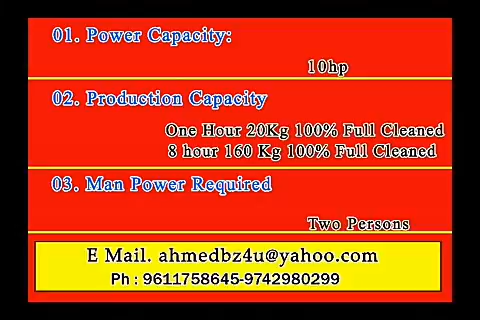 01. Power Capacity:
10hp
02. Production Capacity
One Hour 20Kg 100% Full Cleaned
8 hour 160 Kg 100% Full Cleaned
03. Man Power Required
Two Persons
E Mail. ahmedbz4u@yahoo.com
Ph : 9611758645-9742980299